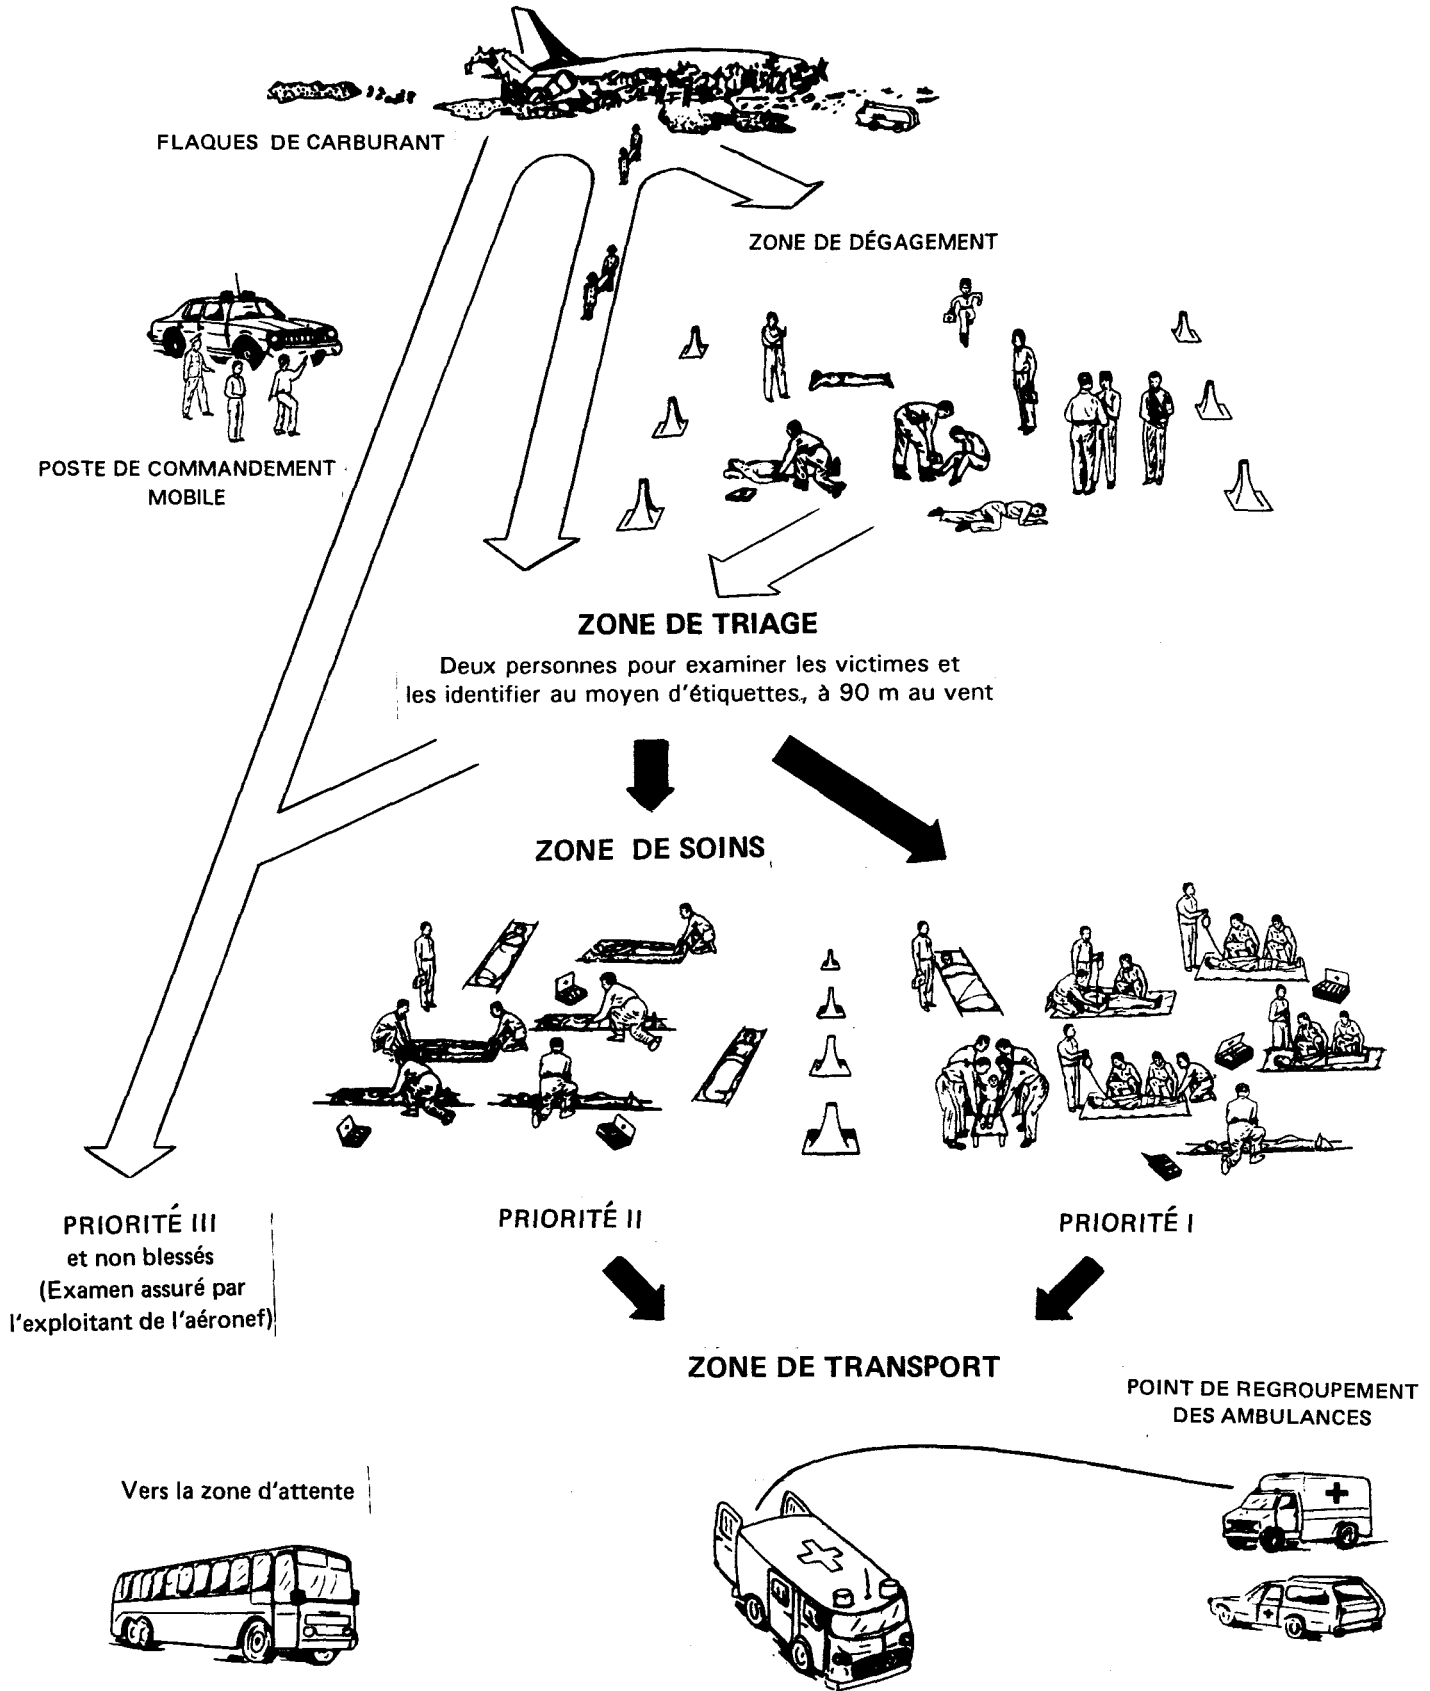 FLAQUES DE CARBURANT
ZONE DE DÉGAGEMENT
POSTE DE COMMANDEMENT
MOBILE
ZONE DE TRIAGE
Deux personnes pour examiner les victimes et
les identifier au moyen d'étiquettes, à 90 m au vent
ZONE DE SOINS
PRIORITÉ III
et non blessés
(Examen assuré par
l'exploitant de l'aéronef)
PRIORITÉ II
PRIORITÉ I
ZONE DE TRANSPORT
POINT DE REGROUPEMENT
DES AMBULANCES
Vers la zone d'attente